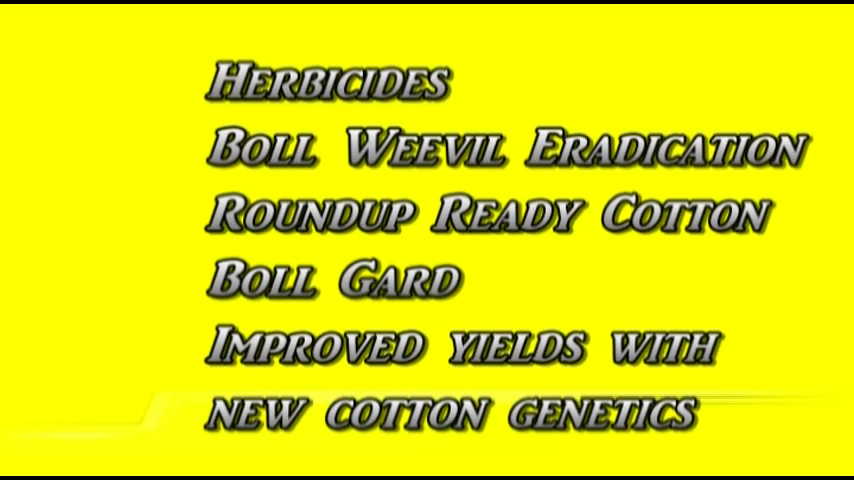 Herbicides
Boll Weevil Eradication
Roundup Ready Cotton
Boll Gard
Improved yields with
new cotton genetics